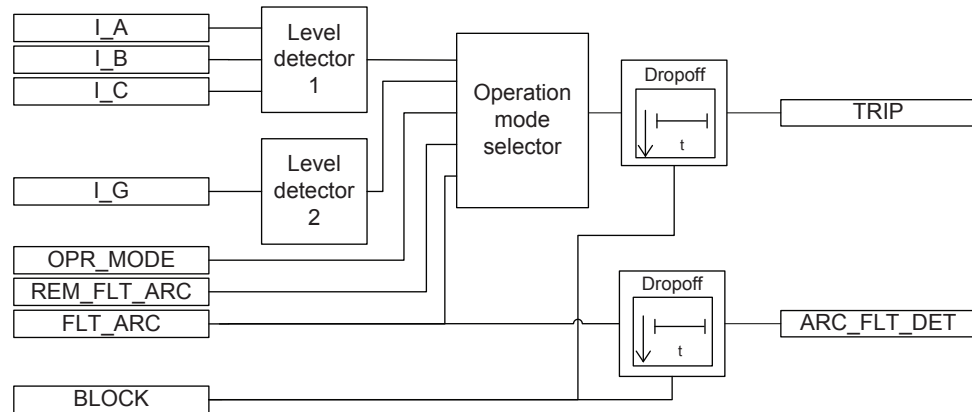 I_A
I_B
I_C
Level
detector
1
I_G
Level
detector
2
OPR_MODE
REM_FLT_ARC
FLT_ARC
BLOCK
Operation
mode
selector
Dropoff
t
TRIP
Dropoff
t
ARC_FLT_DET